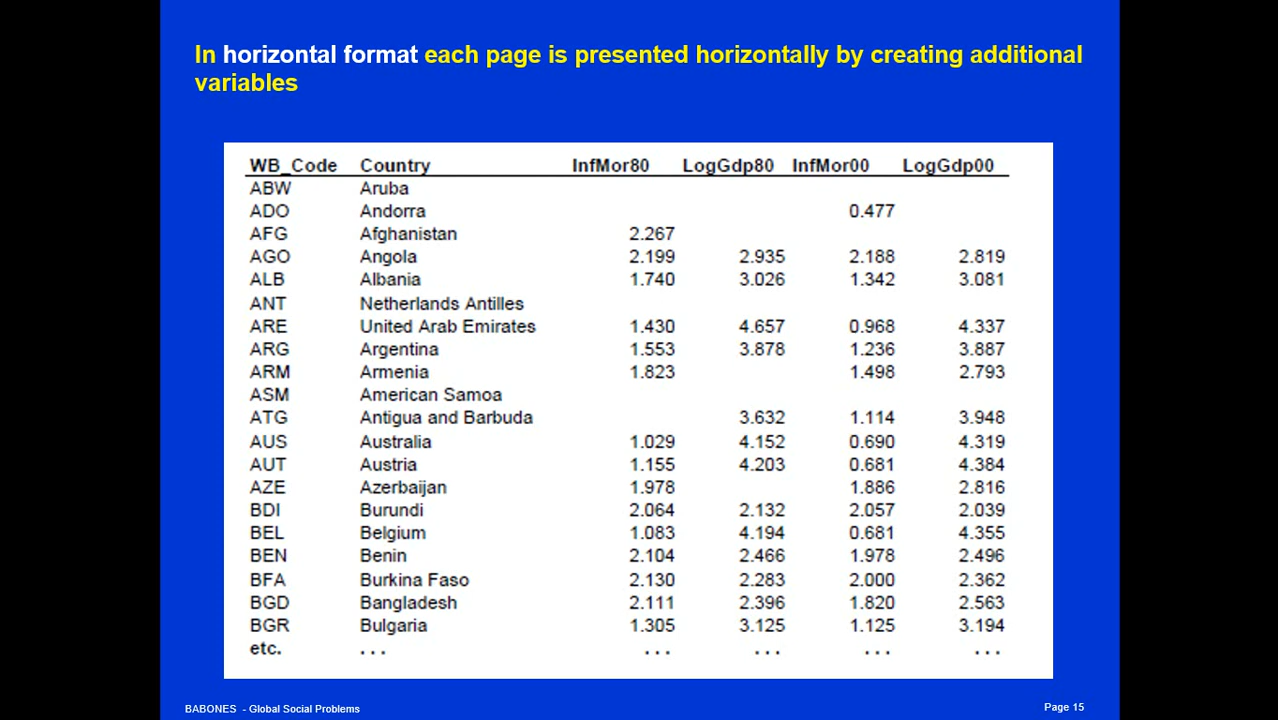 In horizontal format each page is presented horizontally by creating additional
variables
WB_Code Country InfMor80 LogGdp80 InfMor00 LogGdp00
ABW Aruba
ADO Andorra 0.477
AFG Afghanistan 2.267
AGO Angola 2.199 2.935 2.188 2.819
ALB Albania 1.740 3.026 1.342 3.081
ANT Netherlands Antilles
ARE United Arab Emirates 1.430 4.657 0.968 4.337
ARG Argentina 1.553 3.878 1.236 3.887
ARM Armenia 1.823 1.498 2.793
ASM American Samoa
ATG Antigua and Barbuda 3.632 1.114 3.948
AUS Australia 1.029 4.152 0.690 4.319
AUT Austria 1.155 4.203 0.681 4.384
AZE Azerbaijan 1.978 1.886 2.816
BDI Burundi 2.064 2.132 2.057 2.039
BEL Belgium 1.083 4.194 0.681 4.355
BEN Benin 2.104 2.466 1.978 2.496
BFA Burkina Faso 2.130 2.283 2.000 2.362
BGD Bangladesh 2.111 2.396 1.820 2.563
BGR Bulgaria 1.305 3.125 1.125 3.194
etc. . . . . . . . . . . . . . . .
BABONES - Global Social Problems Page 15